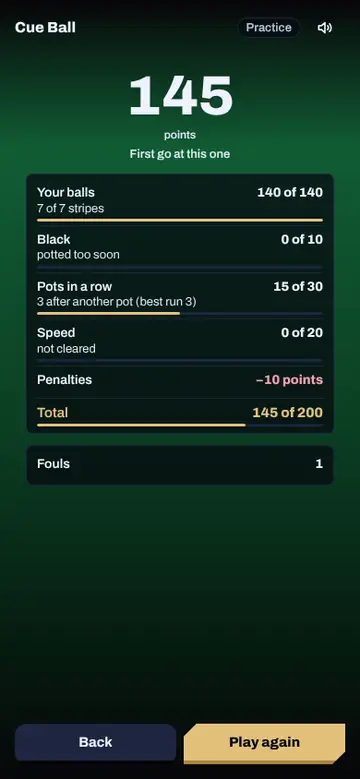 Cue Ball
Practice
145
points
First go at this one
Your balls 140 of 140
7 of 7 stripes
Black 0 of 10
potted too soon
Pots in a row 15 of 30
3 after another pot (best run 3)
Speed 0 of 20
not cleared
Penalties –10 points
Total 145 of 200
Fouls 1
Back Play again